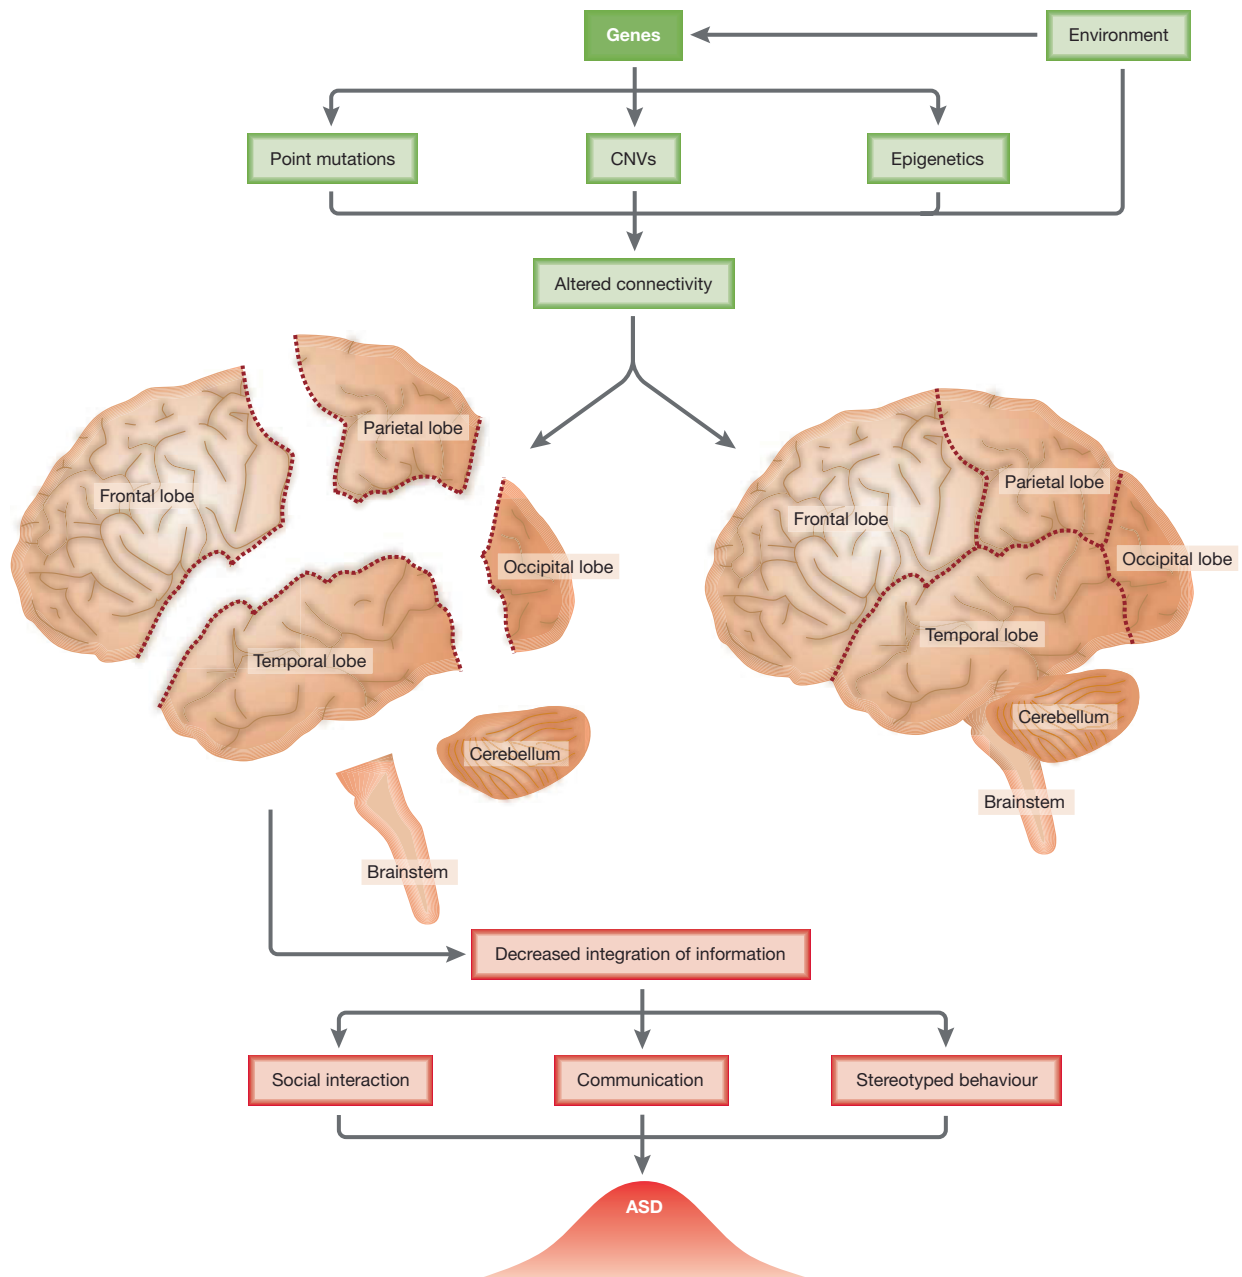 Genes
Environment
Point mutations
CNVs
Epigenetics
Altered connectivity
Parietal lobe
Frontal lobe
Occipital lobe
Temporal lobe
Cerebellum
Brainstem
Parietal lobe
Frontal lobe
Occipital lobe
Temporal lobe
Cerebellum
Brainstem
Decreased integration of information
Social interaction
Communication
Stereotyped behaviour
ASD